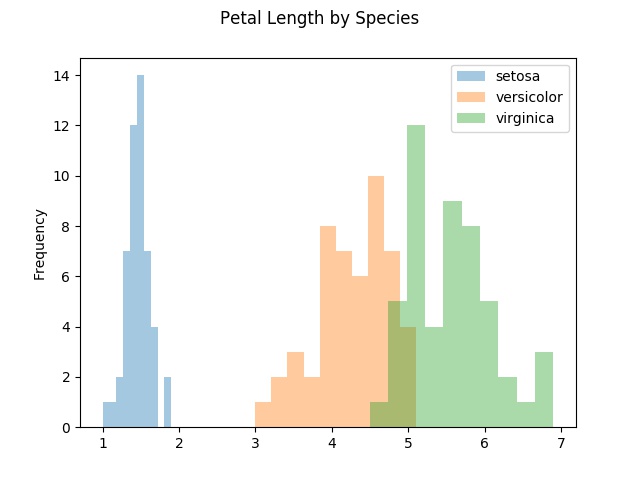 Petal Length by Species
setosa
versicolor
virginica
Frequency
14
12
10
8
6
4
2
0
1 2 3 4 5 6 7